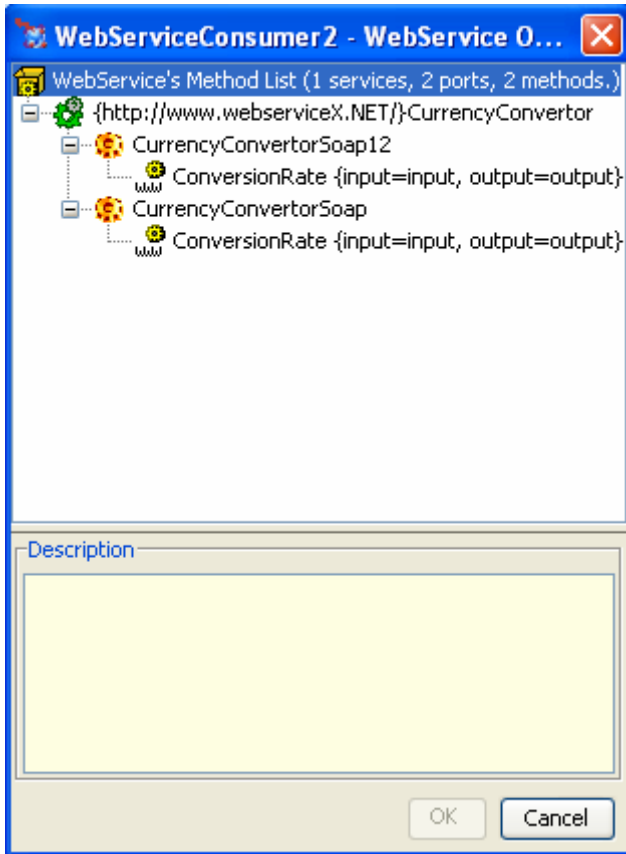 WebServiceConsumer2 - WebService O...
WebService's Method List (1 services, 2 ports, 2 methods.)
{http://www.webserviceX.NET/}CurrencyConvertor
CurrencyConvertorSoap12
ConversionRate {input=input, output=output}
CurrencyConvertorSoap
ConversionRate {input=input, output=output}
Description
OK
Cancel